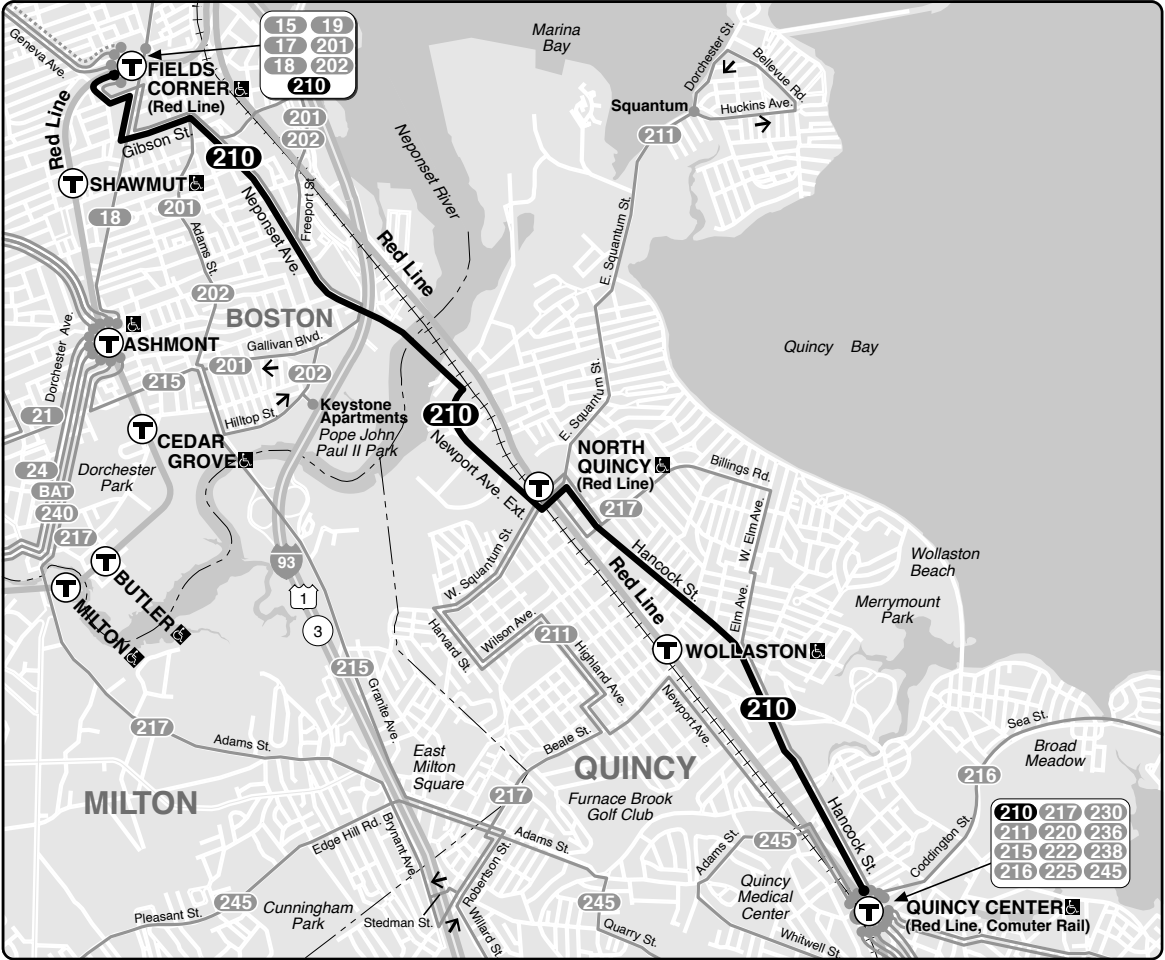 Marina
Bay
Dorchester St.
Bellevue Rd.
Huckins Ave.
Squantum
211
Geneva Ave.
T
FIELDS
CORNER
(Red Line)
15 19
17 201
18 202
210
201
202
Red Line
Gibson St.
210
T
SHAWMUT
18
201
Adams St.
202
Neponset Ave.
Freeport St.
Neponset River
Red Line
E. Squantum St.
BOSTON
Dorchester Ave.
T
ASHMONT
Gallivan Blvd.
201
202
215
Hilltop St.
Keystone
Apartments
Pope John
Paul II Park
Quincy Bay
E. Squantum St.
21
T
CEDAR
GROVE
Dorchester
Park
24
BAT
240
217
210
Newport Ave. Ext.
T
NORTH
QUINCY
(Red Line)
217
Billings Rd.
W. Elm Ave.
Elm Ave.
Hancock St.
Red Line
W. Squantum St.
Wollaston
Beach
Merrymount
Park
T
BUTLER
T
MILTON
93
1
3
Harvard St.
Wilson Ave.
211
Highland Ave.
T
WOLLASTON
210
Newport Ave.
215
Granite Ave.
217
Adams St.
East
Milton
Square
Beale St.
QUINCY
217
Furnace Brook
Golf Club
MILTON
Sea St.
Broad
Meadow
216
Hancock St.
Coddington St.
210 217 230
211 220 236
215 222 238
216 225 245
Edge Hill Rd.
Brynant Ave.
Adams St.
Robertson St.
Adams St.
245
Quincy
Medical
Center
Whitwell St.
Pleasant St.
245
Cunningham
Park
Stedman St.
Willard St.
245
Quarry St.
T
QUINCY CENTER
(Red Line, Comuter Rail)